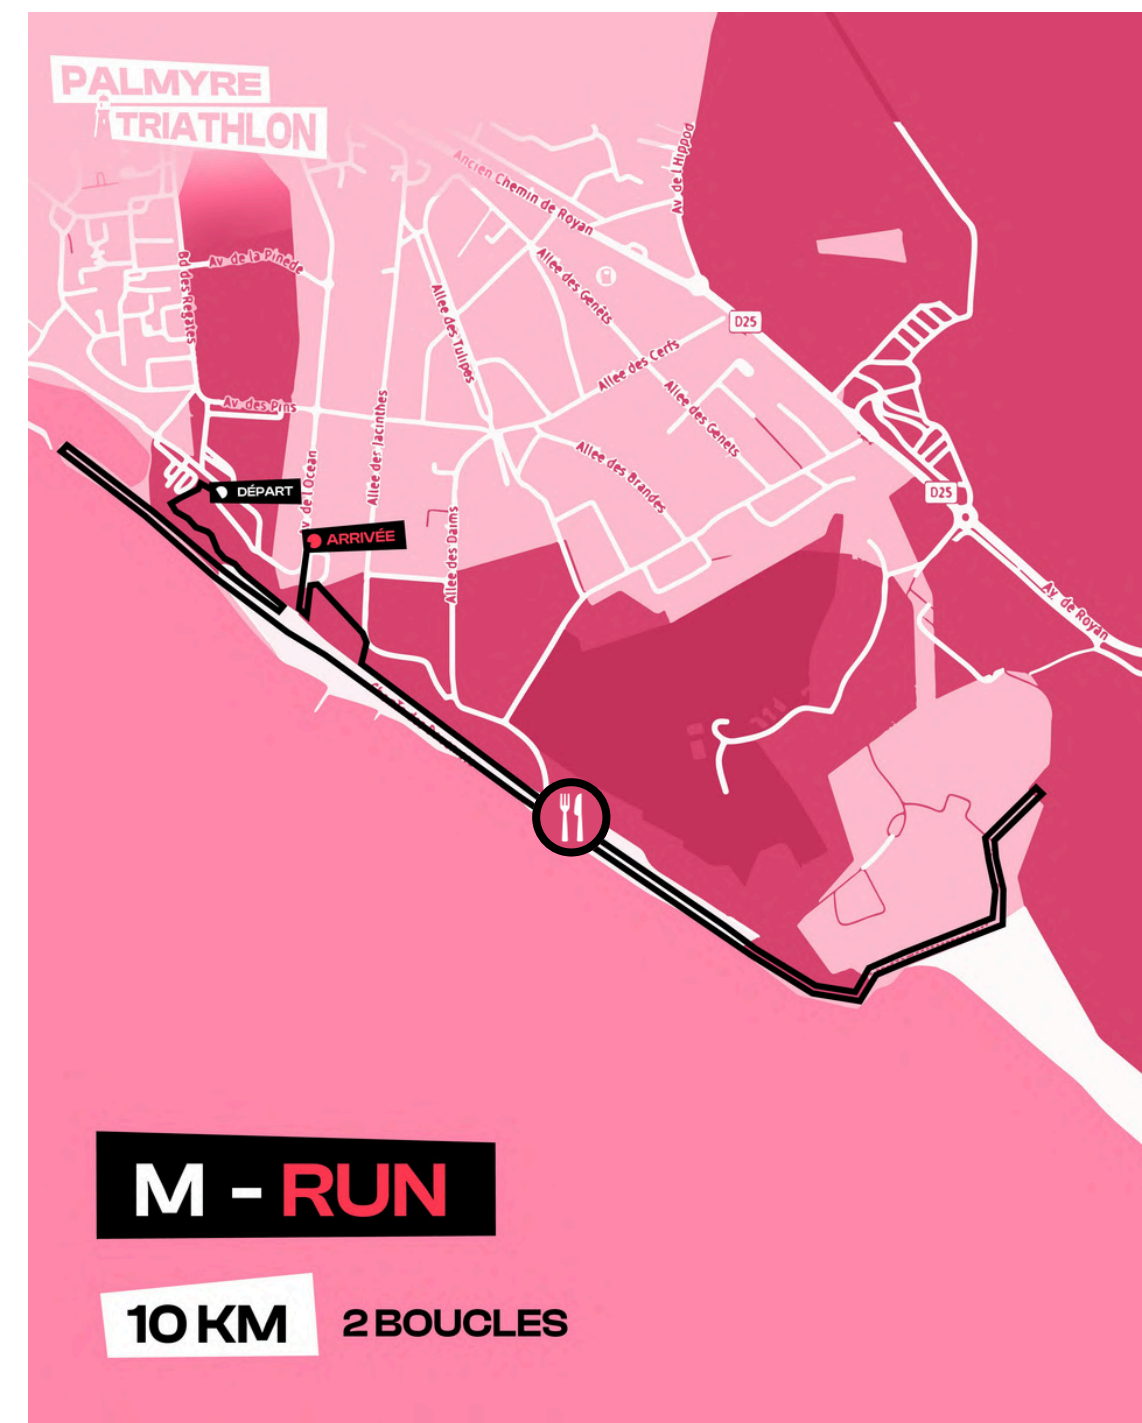 PALMYRE
TRIATHLON
Ancien Chemin de Royan
Av. de l'Hippod
Av. de la Pinède
Bd des Régates
Allée des Genêts
Allée des Tulipes
D25
Allée des Cerfs
Allée des Genêts
Av. des Pins
Allée des Jacinthes
Allée des Brandes
D25
DÉPART
v. de l'Océan
ARRIVÉE
Allée des Daims
Av. de Royan
M - RUN
10 KM
2 BOUCLES